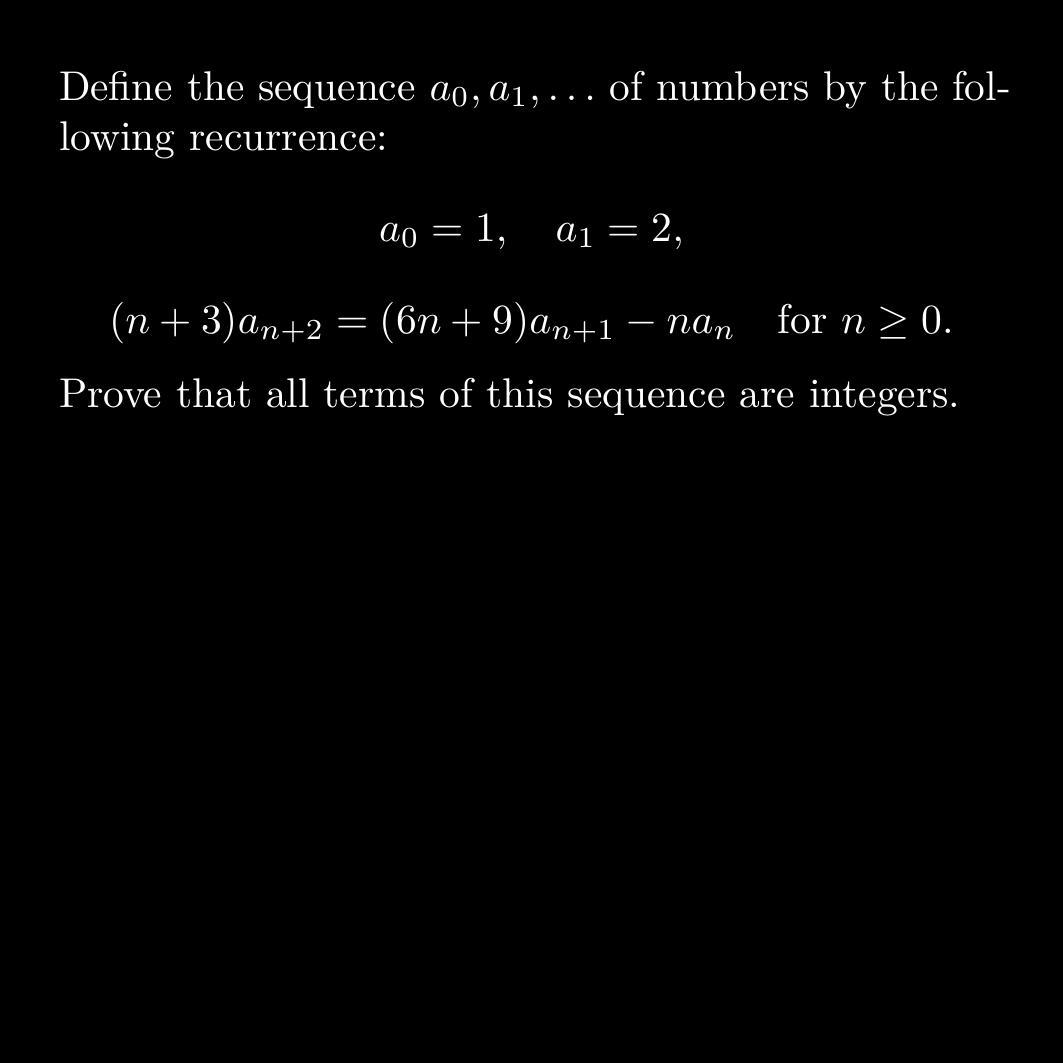 Define the sequence $a_0, a_1, \ldots$ of numbers by the fol-
lowing recurrence:
$a_0 = 1, \quad a_1 = 2,$
$(n + 3)a_{n+2} = (6n + 9)a_{n+1} - na_n \quad \text{for } n \geq 0.$
Prove that all terms of this sequence are integers.